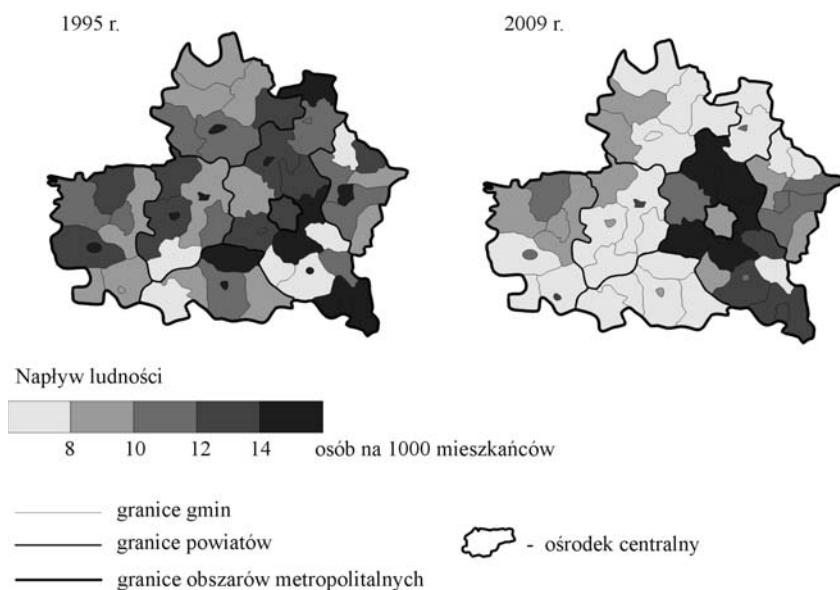 1995 r.
2009 r.
Napływ ludności
8 10 12 14 osób na 1000 mieszkańców
granice gmin
granice powiatów
- ośrodek centralny
granice obszarów metropolitalnych